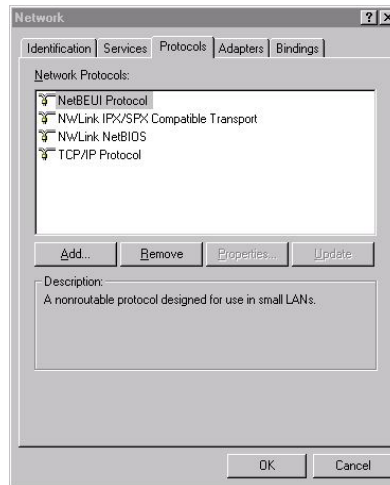 Network
Identification Services Protocols Adapters Bindings
Network Protocols:
NetBEUI Protocol
NWLink IPX/SPX Compatible Transport
NWLink NetBIOS
TCP/IP Protocol
Add... Remove Properties... Update
Description:
A nonroutable protocol designed for use in small LANs.
OK Cancel